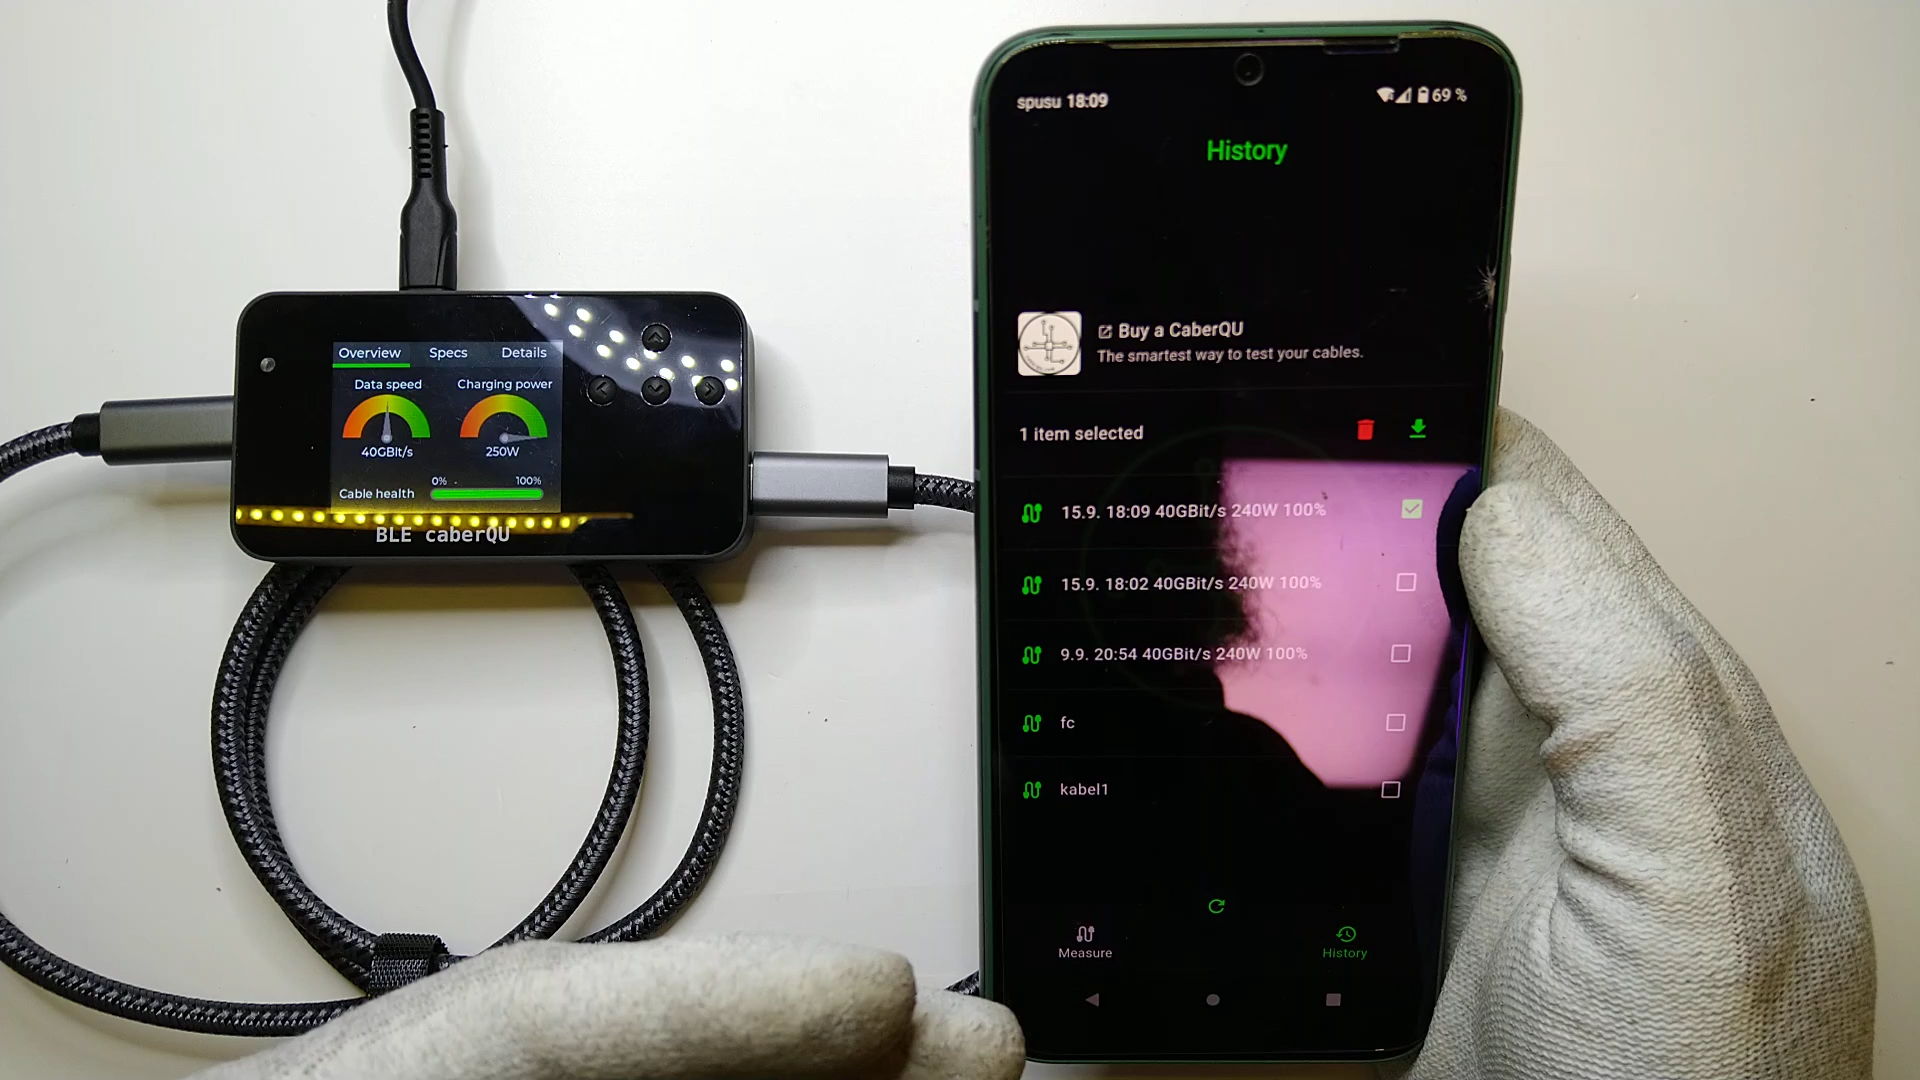 Overview Specs Details
Data speed Charging power
40GBit/s 250W
0% 100%
Cable health
BLE caberQU
spusu 18:09 69 %
History
Buy a CaberQU
The smartest way to test your cables.
1 item selected
15.9. 18:09 40GBit/s 240W 100%
15.9. 18:02 40GBit/s 240W 100%
9.9. 20:54 40GBit/s 240W 100%
fc
kabel1
Measure History